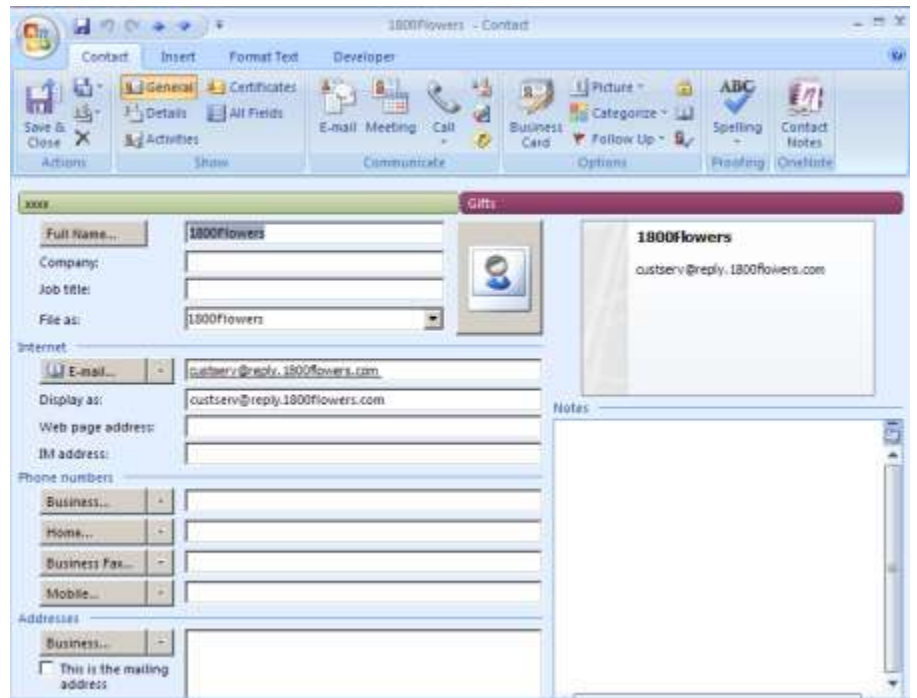 1800Flowers - Contact
Contact Insert Format Text Developer
Save & Close
General
Details
Activities
Certificates
All Fields
E-mail Meeting Call
Business Card
Picture
Categorize
Follow Up
ABC
Spelling
Contact Notes
Actions Show Communicate Options Proofing OneNote
xxxx Gifts
Full Name... 1800Flowers
Company:
Job title:
File as: 1800Flowers
1800Flowers
custserv@reply.1800flowers.com
Internet
E-mail... custserv@reply.1800flowers.com
Display as: custserv@reply.1800flowers.com
Web page address:
IM address:
Notes
Phone numbers
Business...
Home...
Business Fax...
Mobile...
Addresses
Business...
This is the mailing
address